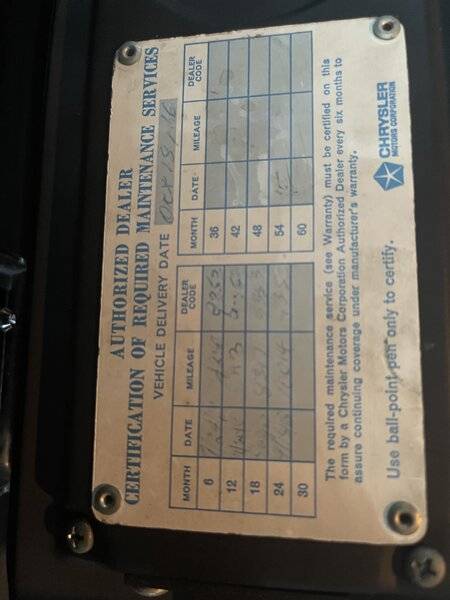 AUTHORIZED DEALER
CERTIFICATION OF REQUIRED MAINTENANCE SERVICES
VEHICLE DELIVERY DATE
MONTH DATE MILEAGE DEALER CODE
6
12
18
24
30
MONTH DATE MILEAGE DEALER CODE
36
42
48
54
60
The required maintenance service (see Warranty) must be certified on this
form by a Chrysler Motors Corporation Authorized Dealer every six months to
assure continuing coverage under manufacturer's warranty.
Use ball-point pen only to certify.
CHRYSLER
MOTORS CORPORATION